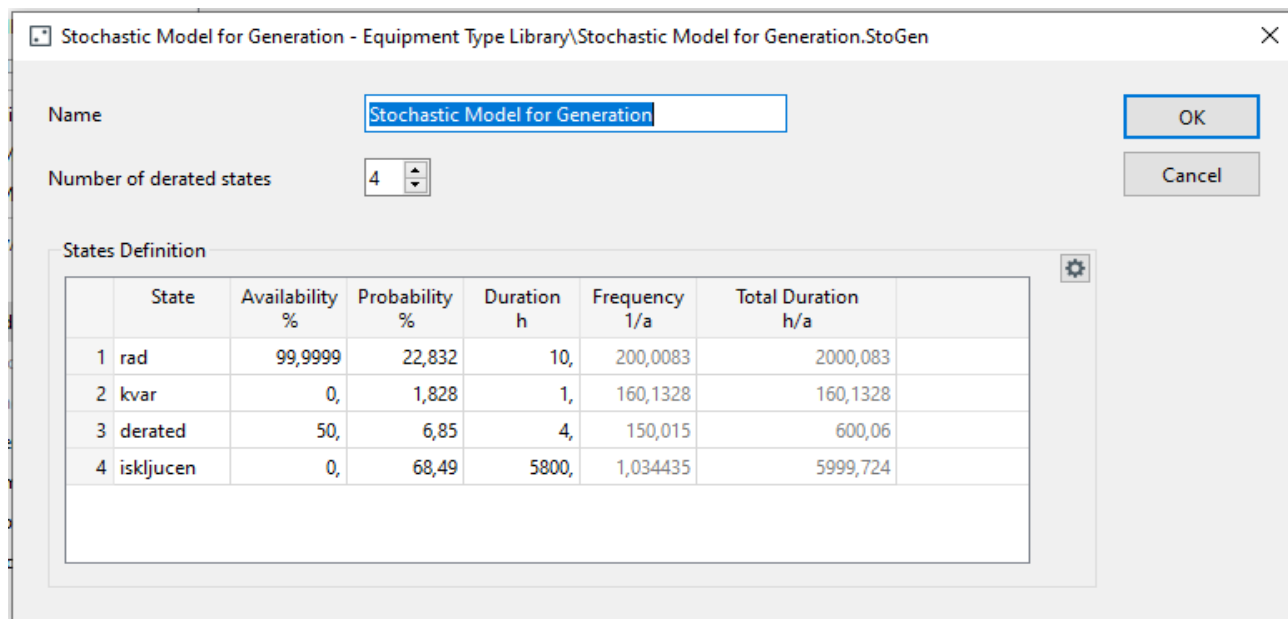 Stochastic Model for Generation - Equipment Type Library\Stochastic Model for Generation.StoGen
Name Stochastic Model for Generation OK
Number of derated states 4 Cancel
States Definition
State Availability Probability Duration Frequency Total Duration
% % h 1/a h/a
1 rad 99,9999 22,832 10, 200,0083 2000,083
2 kvar 0, 1,828 1, 160,1328 160,1328
3 derated 50, 6,85 4, 150,015 600,06
4 iskljucen 0, 68,49 5800, 1,034435 5999,724